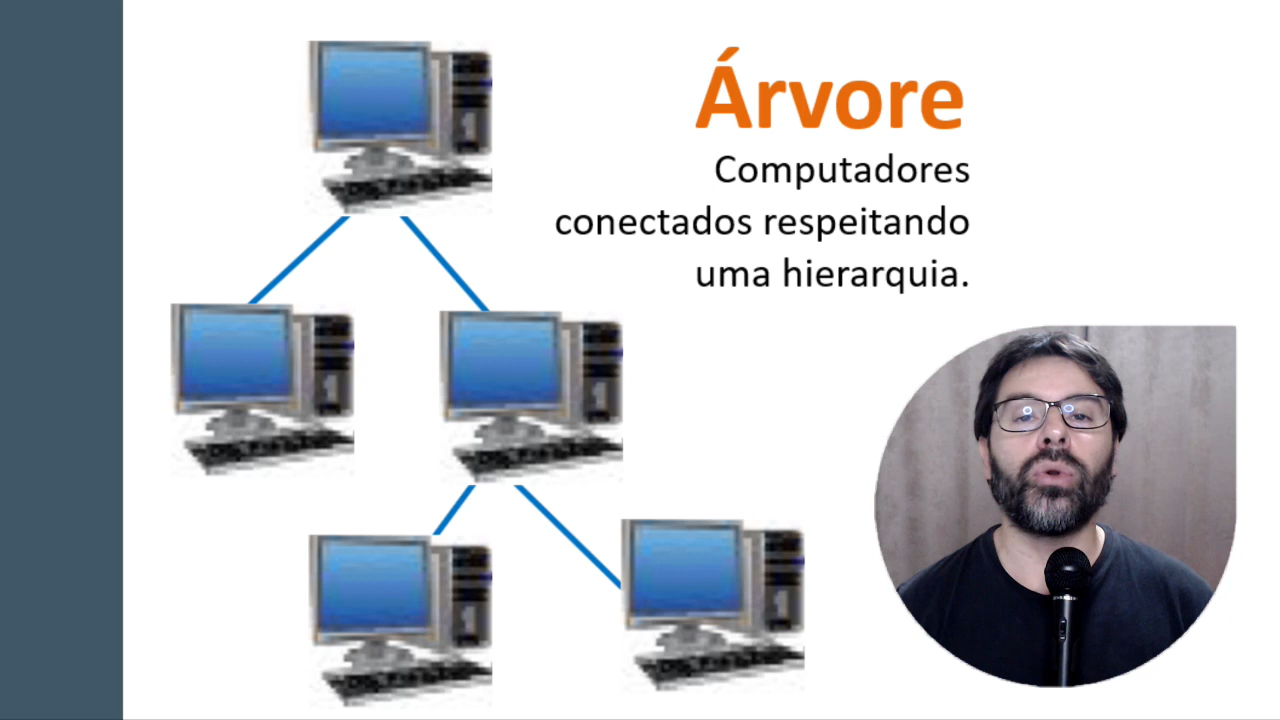 Árvore
Computadores
conectados respeitando
uma hierarquia.